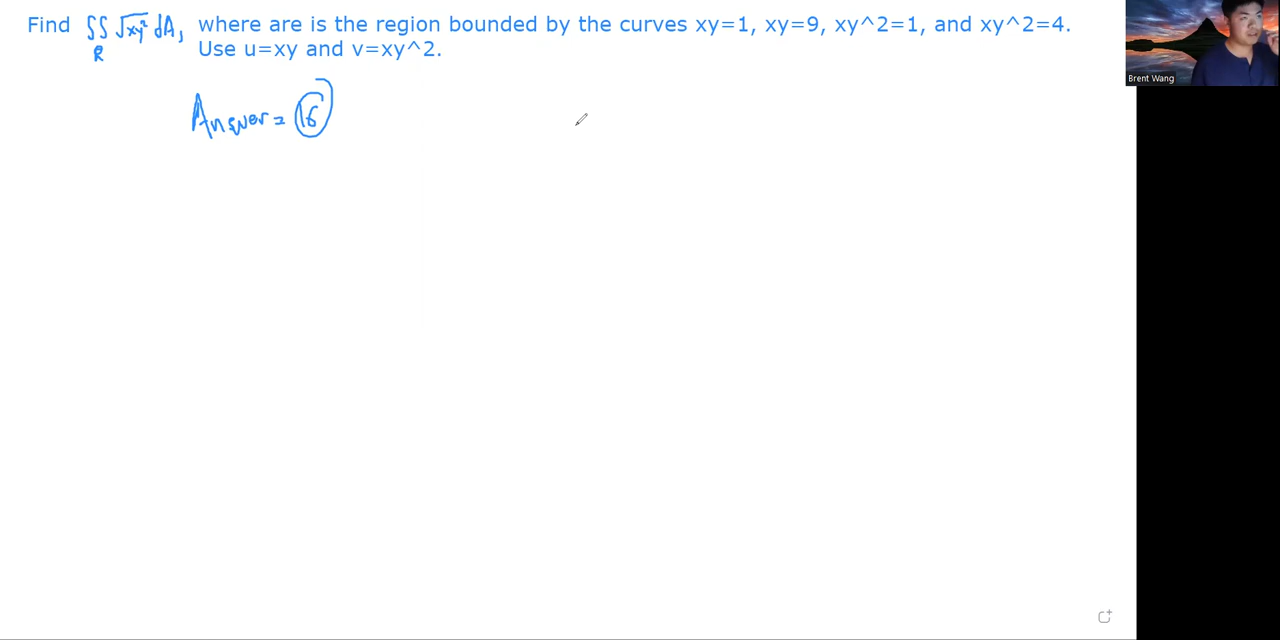 Find ∫∫_R √xy² dA, where are is the region bounded by the curves xy=1, xy=9, xy^2=1, and xy^2=4.
Use u=xy and v=xy^2.
Answer = 16
Brent Wang